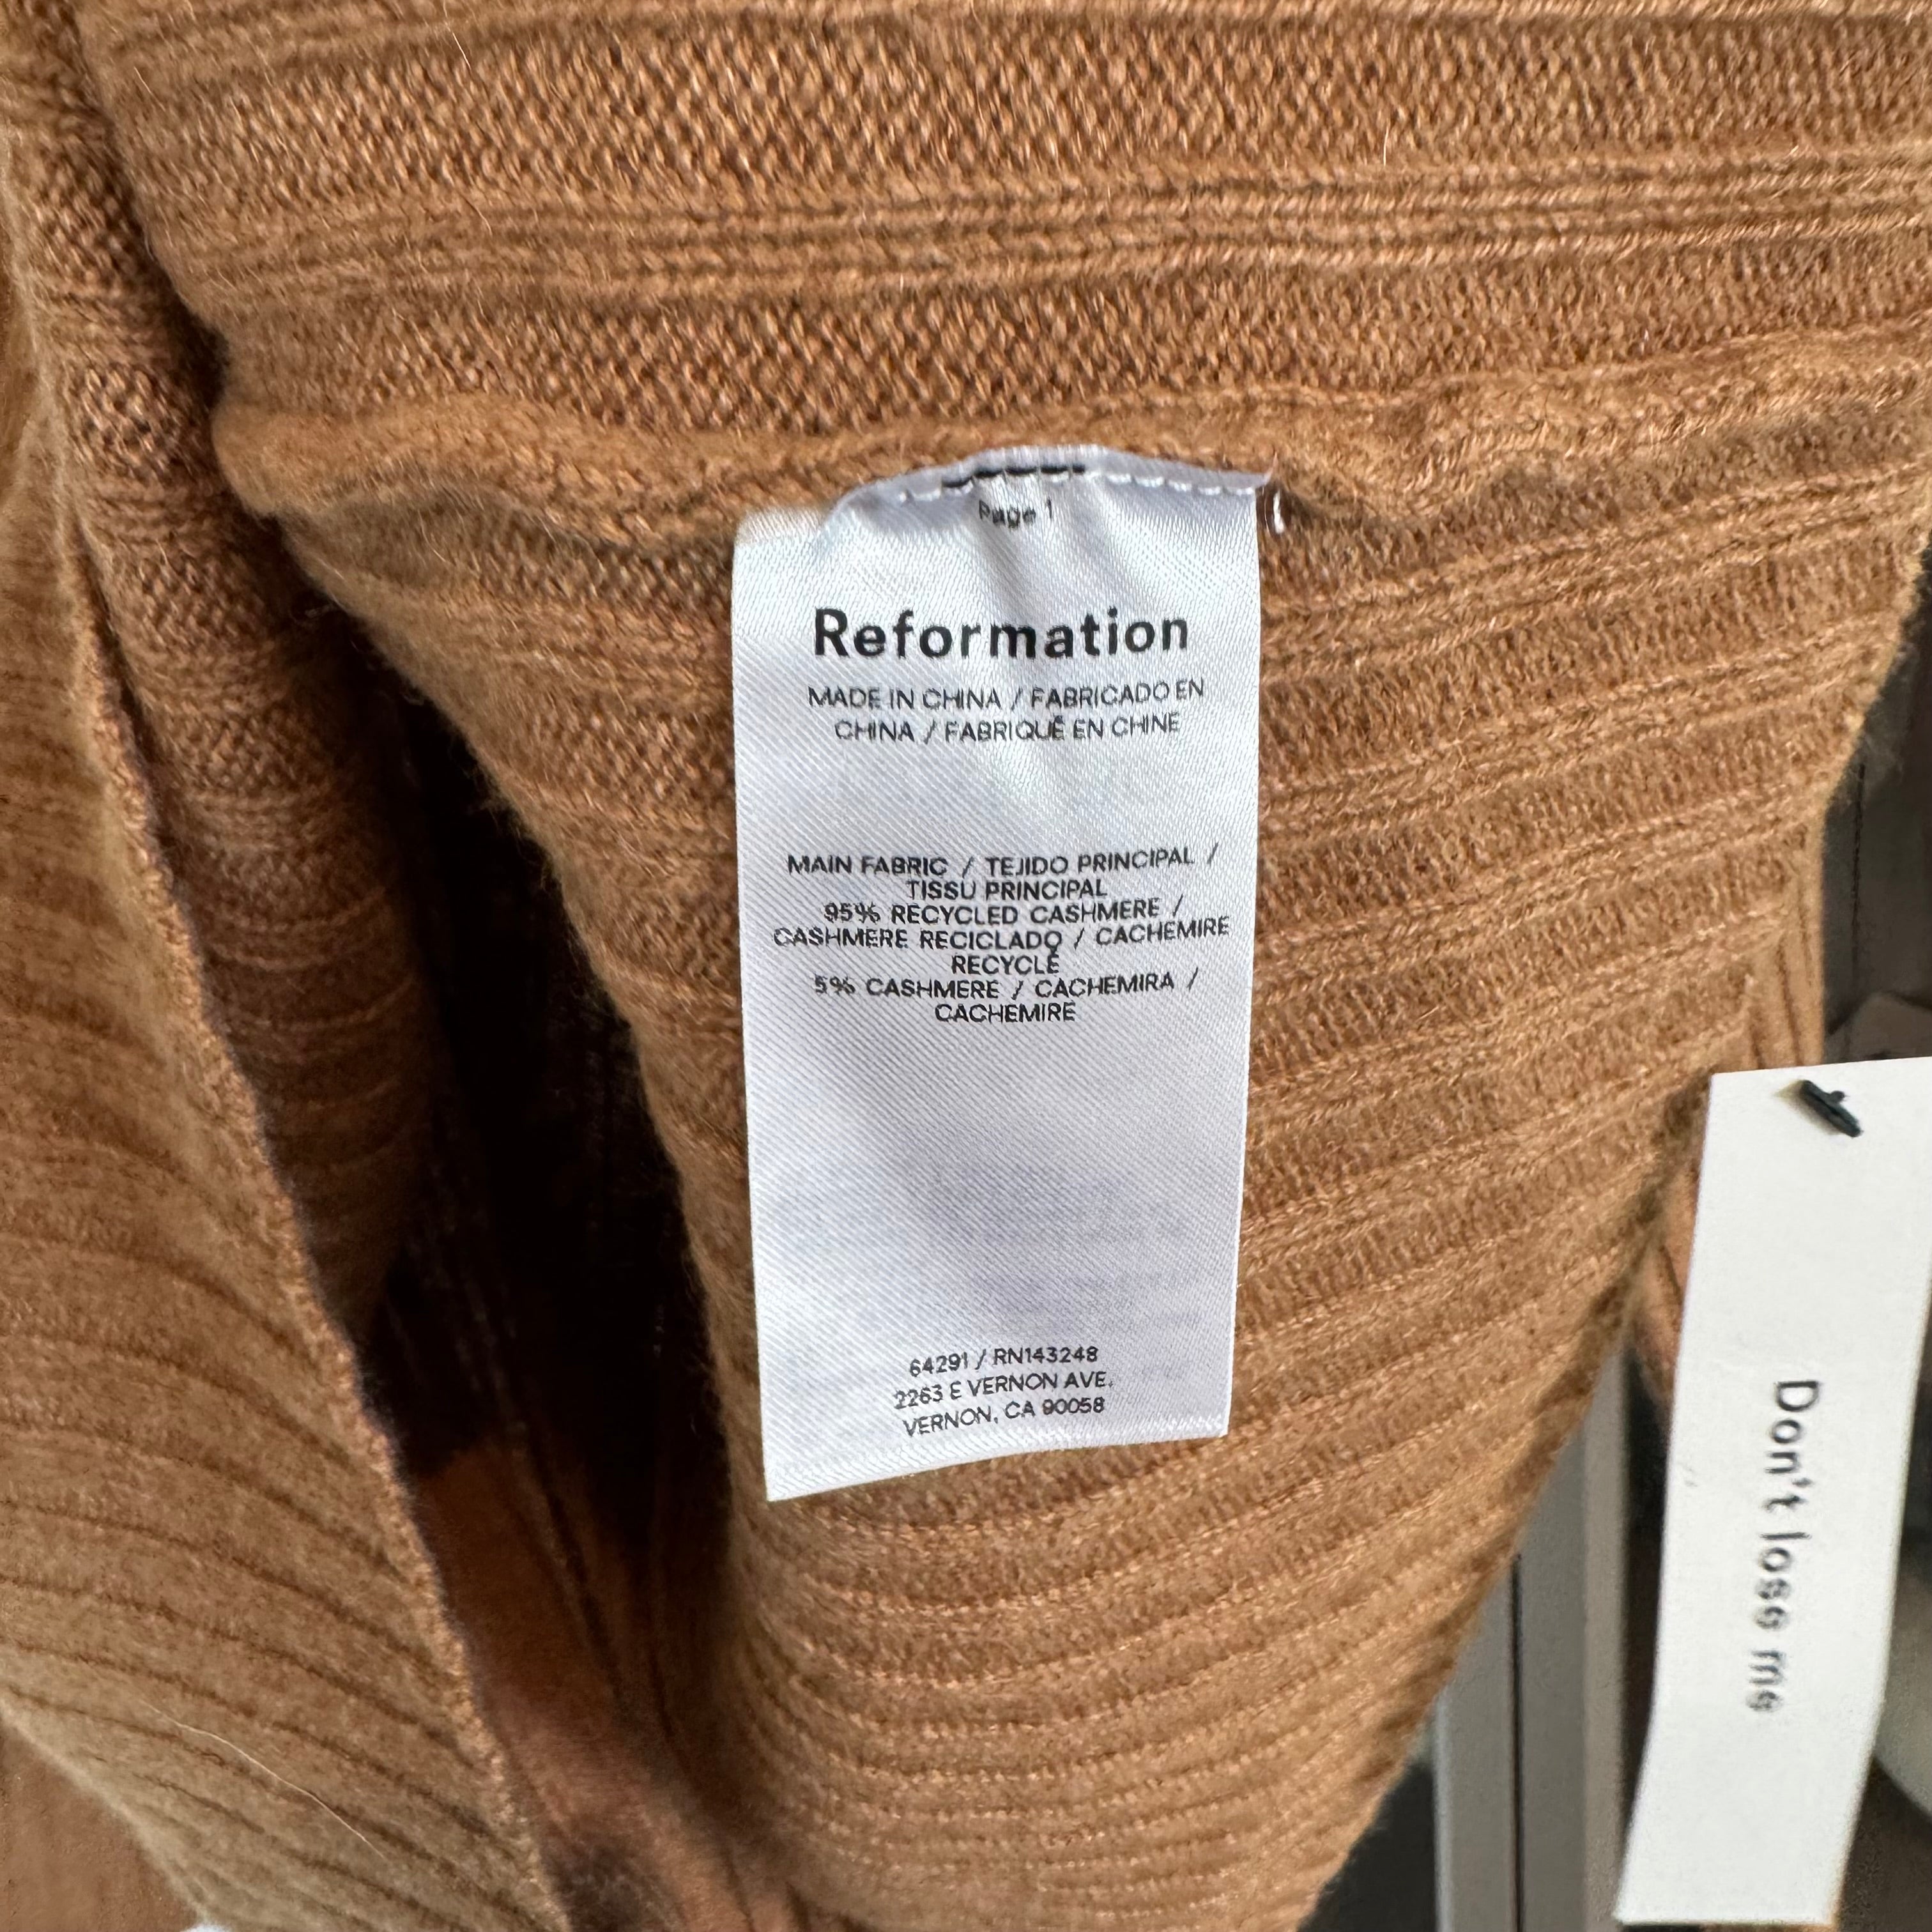 Page 1
Reformation
MADE IN CHINA / FABRICADO EN
CHINA / FABRIQUÉ EN CHINE
MAIN FABRIC / TEJIDO PRINCIPAL /
TISSU PRINCIPAL
95% RECYCLED CASHMERE /
CASHMERE RECICLADO / CACHEMIRE
RECYCLÉ
5% CASHMERE / CACHEMIRA /
CACHEMIRE
64291 / RN143248
2263 E VERNON AVE.
VERNON, CA 90058
Don't lose me